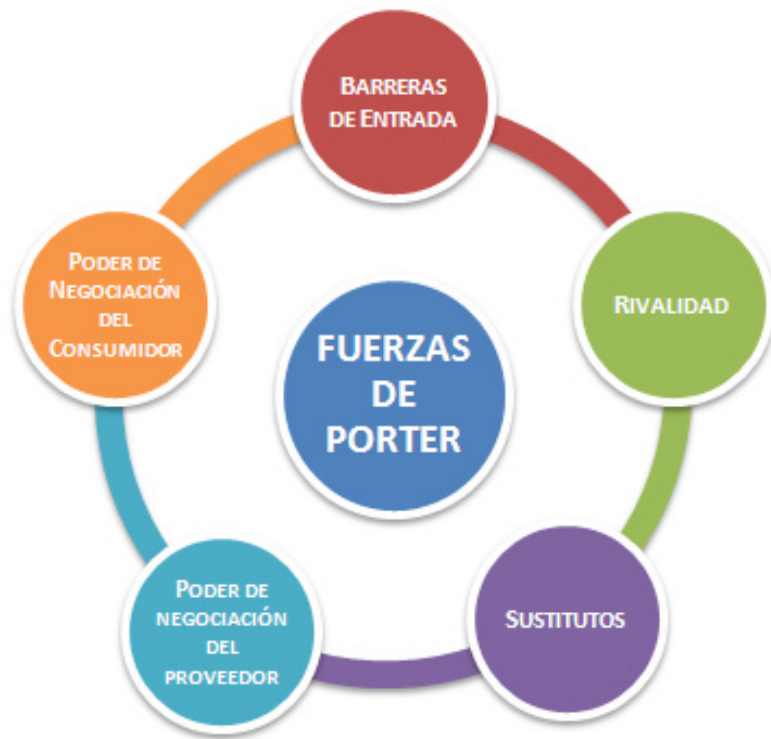 BARRERAS
DE ENTRADA
RIVALIDAD
SUSTITUTOS
PODER DE
NEGOCIACIÓN
DEL
PROVEEDOR
PODER DE
NEGOCIACIÓN
DEL
CONSUMIDOR
FUERZAS
DE
PORTER